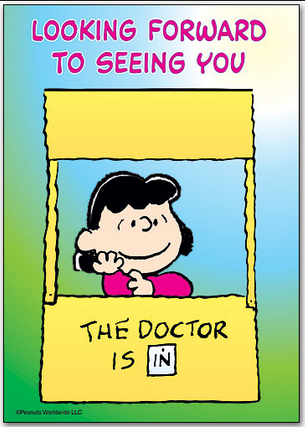 LOOKING FORWARD
TO SEEING YOU
THE DOCTOR
IS IN
©Peanuts Worldwide LLC